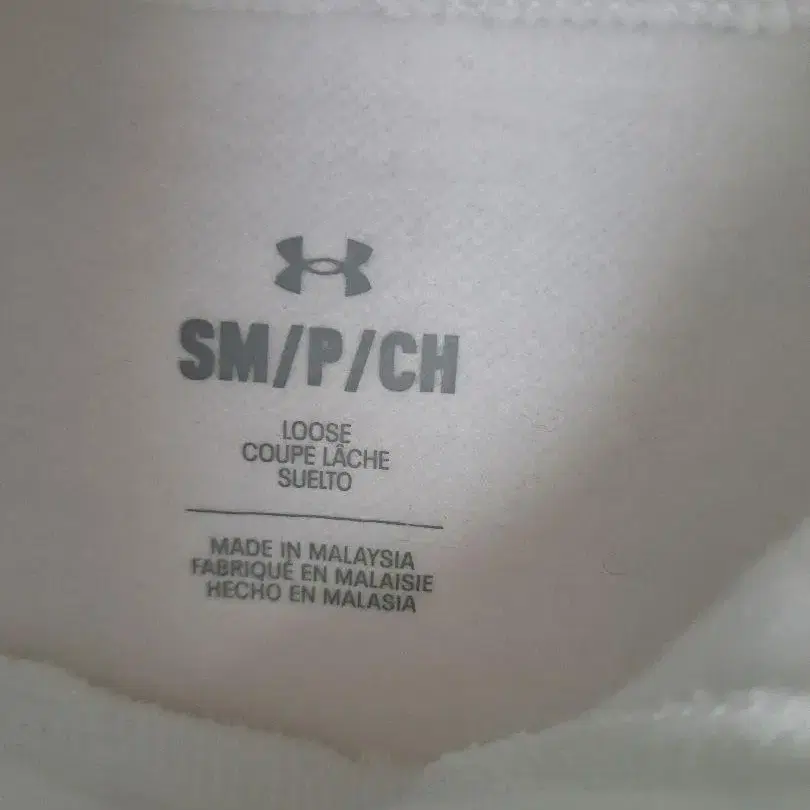 SM/P/CH
LOOSE
COUPE LÂCHE
SUELTO
MADE IN MALAYSIA
FABRIQUÉ EN MALAISIE
HECHO EN MALASIA